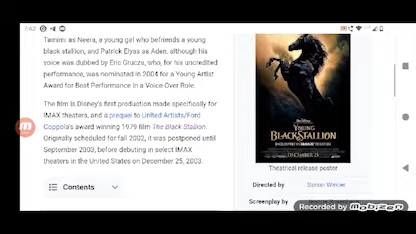 7:43
Tamimi as Neera, a young girl who befriends a young
black stallion, and Patrick Elyas as Aden, although his
voice was dubbed by Eric Grucza, who, for his uncredited
performance, was nominated in 2004 for a Young Artist
Award for Best Performance in a Voice-Over Role.
The film is Disney's first production made specifically for
IMAX theaters, and a prequel to United Artists/Ford
Coppola's award winning 1979 film The Black Stallion.
Originally scheduled for fall 2002, it was postponed until
September 2003, before debuting in select IMAX
theaters in the United States on December 25, 2003.
Contents
YOUNG
BLACK STALLION
DECEMBER 25
Theatrical release poster
Directed by Simon Wincer
Screenplay by
Recorded by
MOBIZEN